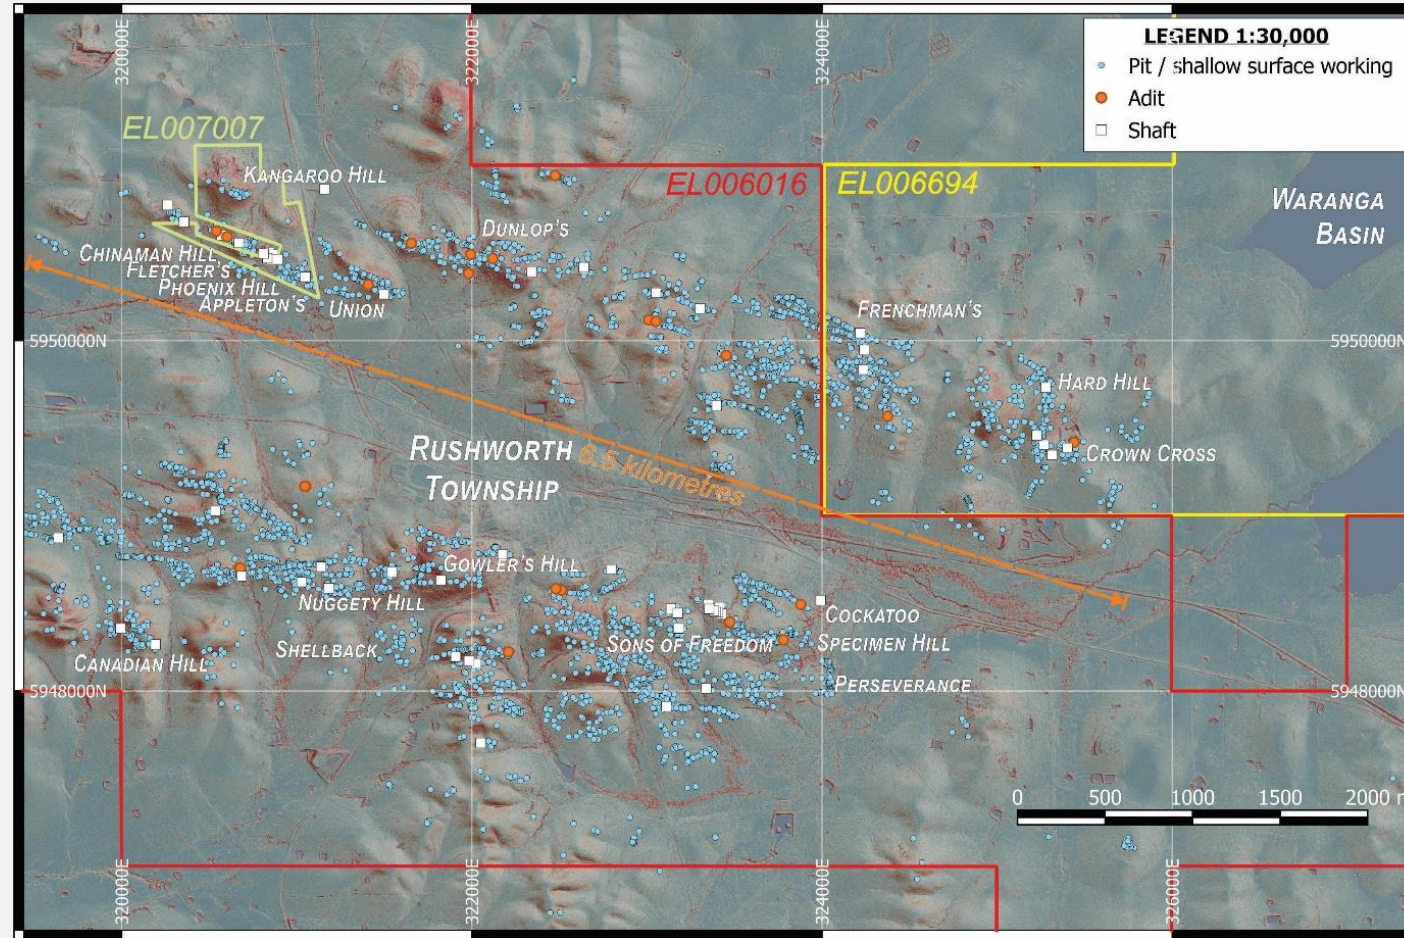 320000E
322000E
324000E
LEGEND 1:30,000
Pit / shallow surface working
Adit
Shaft
EL007007
KANGAROO HILL
EL006016
EL006694
WARANGA
BASIN
DUNLOP'S
CHINAMAN HILL
FLETCHER'S
PHOENIX HILL
APPLETON'S
UNION
FRENCHMAN'S
5950000N
5950000N
HARD HILL
RUSHWORTH
TOWNSHIP
6.5 kilometres
CROWN CROSS
GOWLER'S HILL
NUGGETY HILL
COCKATOO
SHELLBACK
SONS OF FREEDOM
SPECIMEN HILL
CANADIAN HILL
PERSEVERANCE
5948000N
5948000N
0 500 1000 1500 2000 m
320000E
322000E
324000E
326000E